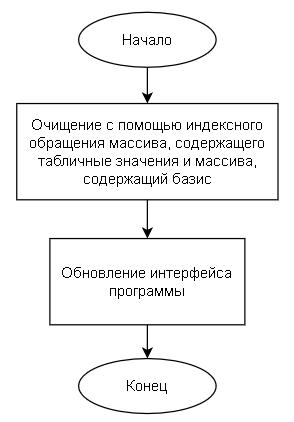 Начало
Очищение с помощью индексного
обращения массива, содержащего
табличные значения и массива,
содержащий базис
Обновление интерфейса
программы
Конец